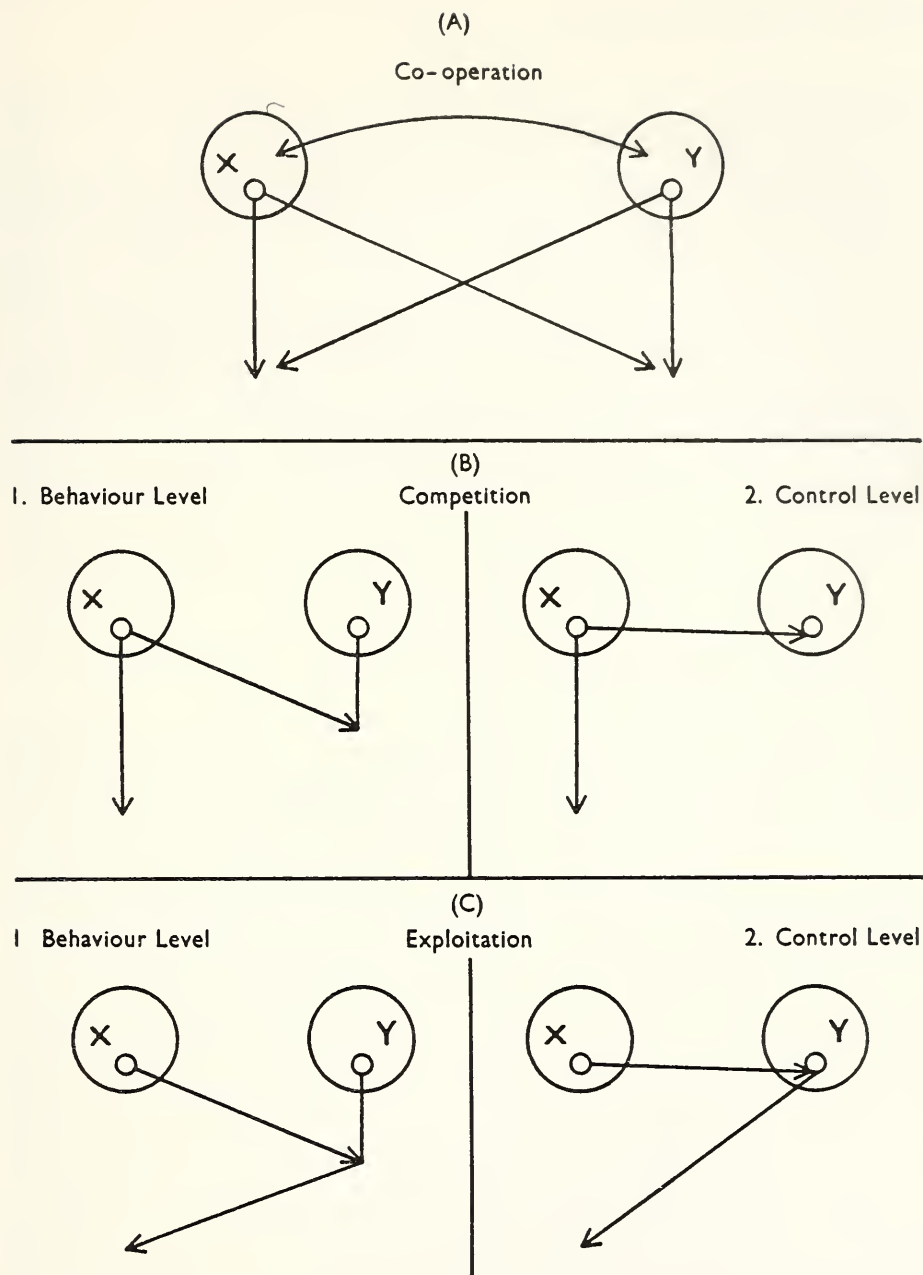 (A)
Co-operation
X Y
(B)
1. Behaviour Level Competition 2. Control Level
X Y X Y
(C)
1 Behaviour Level Exploitation 2. Control Level
X Y X Y